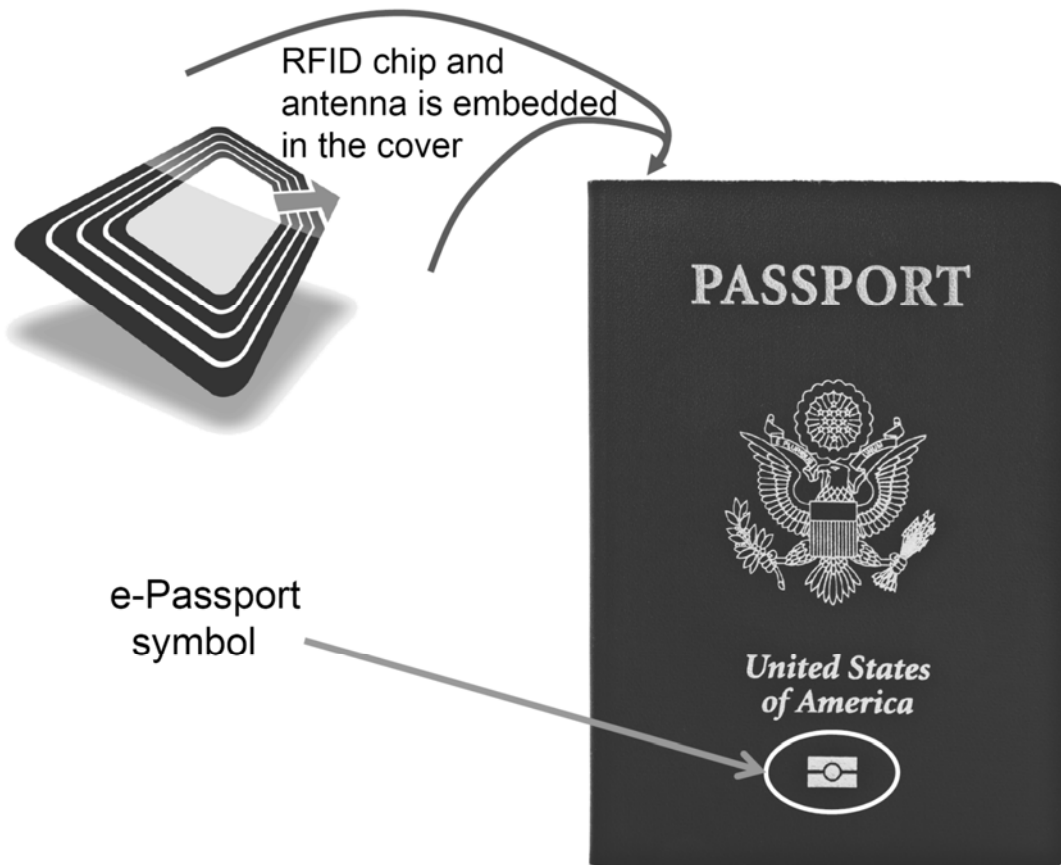 RFID chip and
antenna is embedded
in the cover
PASSPORT
e-Passport
symbol
United States
of America